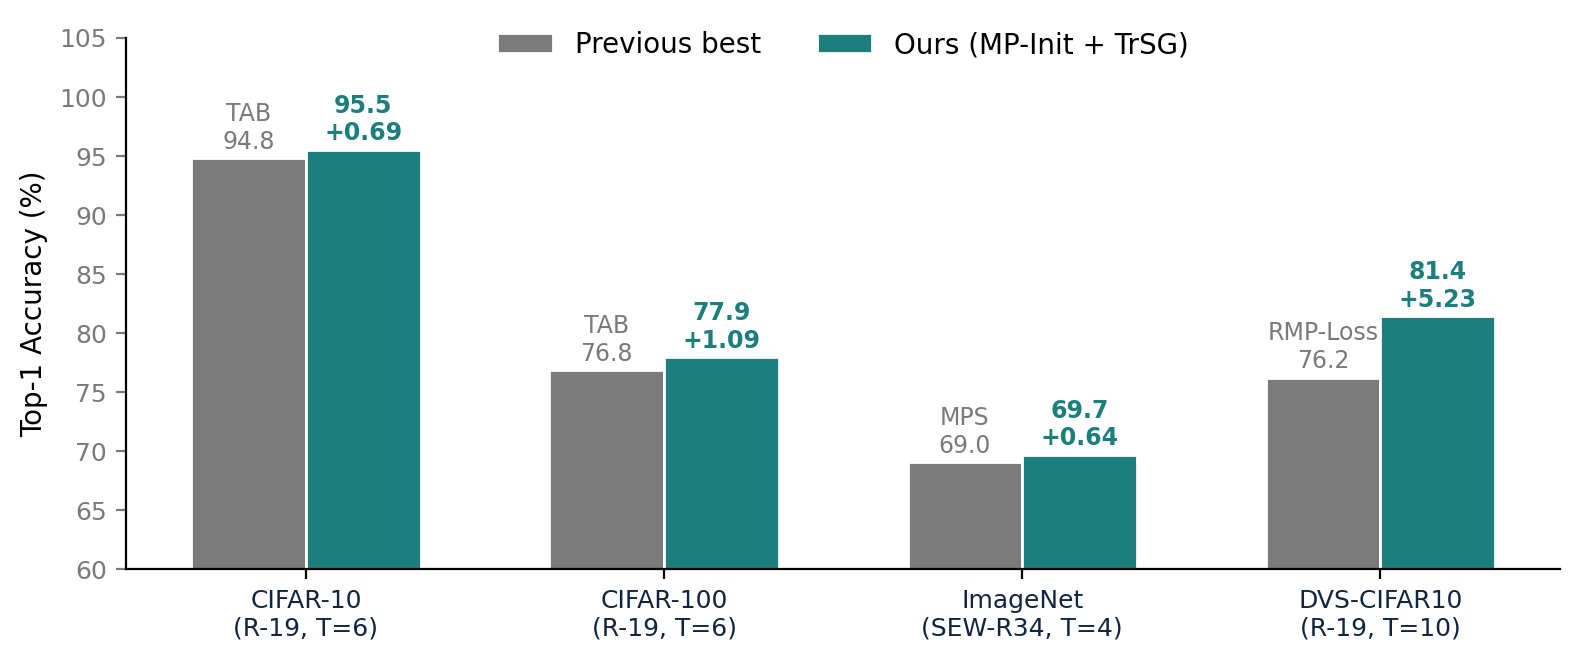 Previous best
Ours (MP-Init + TrSG)
Top-1 Accuracy (%)
105
100
95
90
85
80
75
70
65
60
TAB
94.8
95.5
+0.69
TAB
76.8
77.9
+1.09
MPS
69.0
69.7
+0.64
RMP-Loss
76.2
81.4
+5.23
CIFAR-10
(R-19, T=6)
CIFAR-100
(R-19, T=6)
ImageNet
(SEW-R34, T=4)
DVS-CIFAR10
(R-19, T=10)